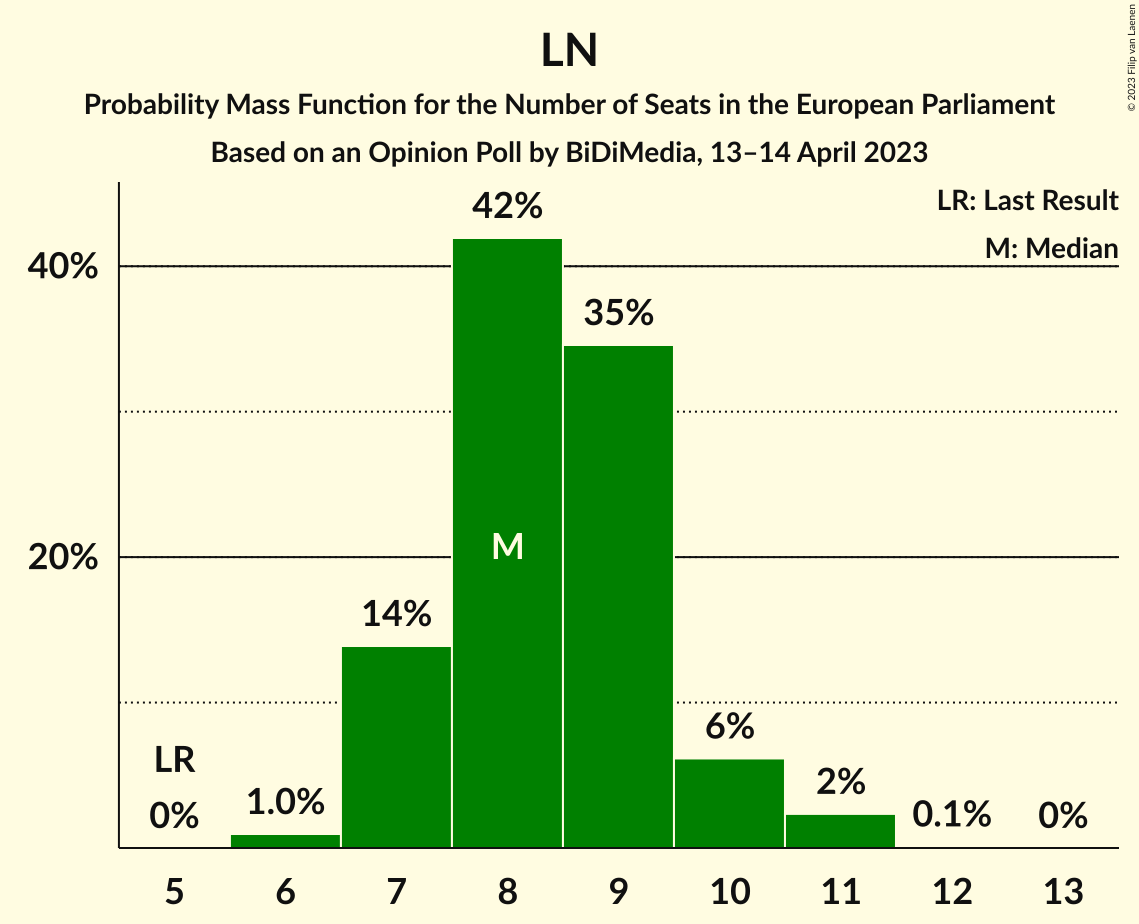 LN
Probability Mass Function for the Number of Seats in the European Parliament
Based on an Opinion Poll by BiDiMedia, 13–14 April 2023
© 2023 Filip van Laenen
LR: Last Result
M: Median
40%
20%
LR
0%
1.0%
14%
42%
M
35%
6%
2%
0.1%
0%
5 6 7 8 9 10 11 12 13